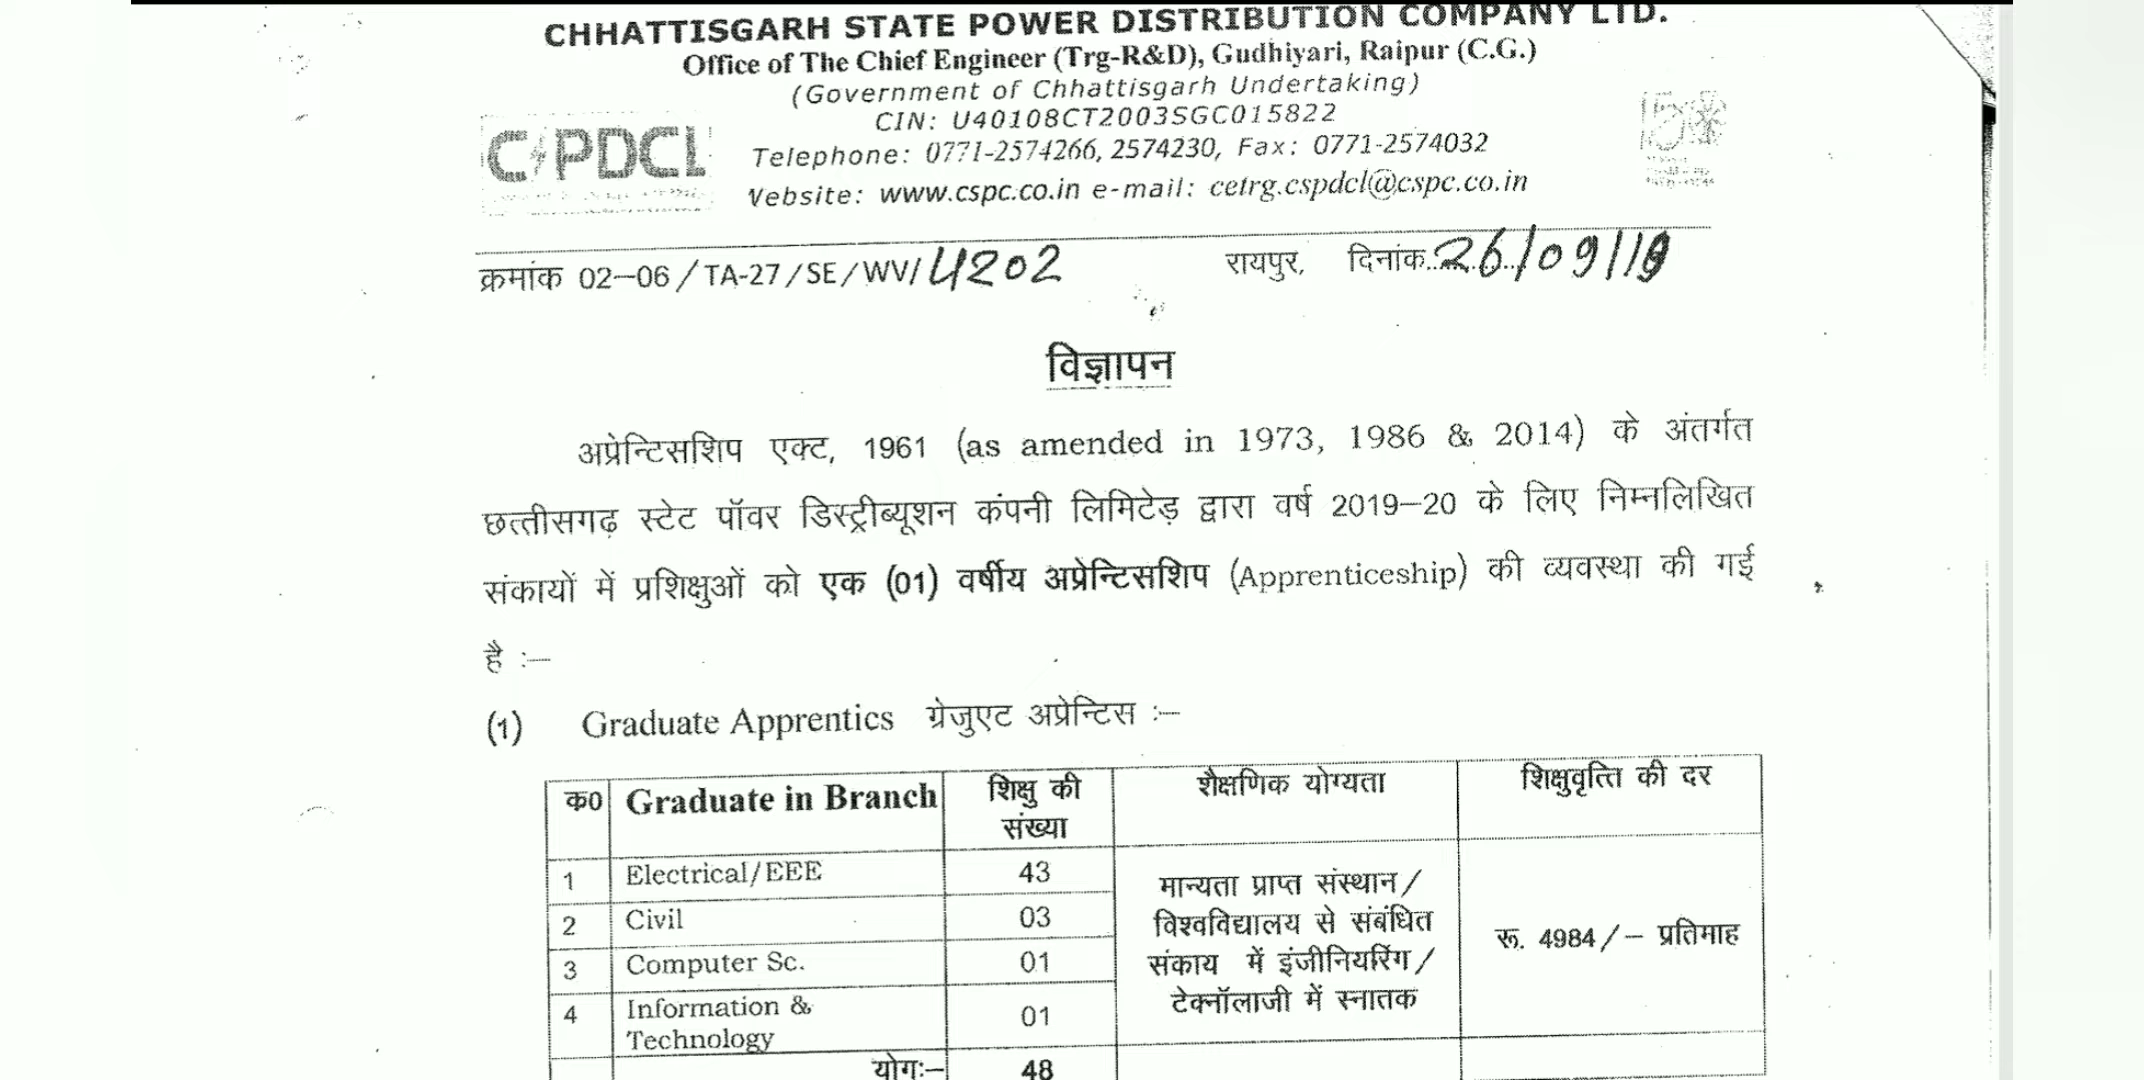 CHHATTISGARH STATE POWER DISTRIBUTION COMPANY LTD.
Office of The Chief Engineer (Trg-R&D), Gudhiyari, Raipur (C.G.)
(Government of Chhattisgarh Undertaking)
CIN: U40108CT2003SGC015822
CSPDCL
Telephone: 0771-2574266, 2574230, Fax: 0771-2574032
Website: www.cspc.co.in e-mail: cetrg.cspdcl@cspc.co.in
क्रमांक 02–06/TA-27/SE/WV/4202 रायपुर, दिनांक..26/09/19
विज्ञापन
अप्रेन्टिसशिप एक्ट, 1961 (as amended in 1973, 1986 & 2014) के अंतर्गत
छत्तीसगढ़ स्टेट पॉवर डिस्ट्रीब्यूशन कंपनी लिमिटेड़ द्वारा वर्ष 2019–20 के लिए निम्नलिखित
संकायों में प्रशिक्षुओं को एक (01) वर्षीय अप्रेन्टिसशिप (Apprenticeship) की व्यवस्था की गई
है :–
(1) Graduate Apprentics ग्रेजुएट अप्रेन्टिस :–
क0 Graduate in Branch शिक्षु की संख्या शैक्षणिक योग्यता शिक्षुवृत्ति की दर
1 Electrical/EEE 43
2 Civil 03
3 Computer Sc. 01
4 Information & Technology 01
मान्यता प्राप्त संस्थान/
विश्वविद्यालय से संबंधित
संकाय में इंजीनियरिंग/
टेक्नॉलाजी में स्नातक
रू. 4984/– प्रतिमाह
योगः– 48